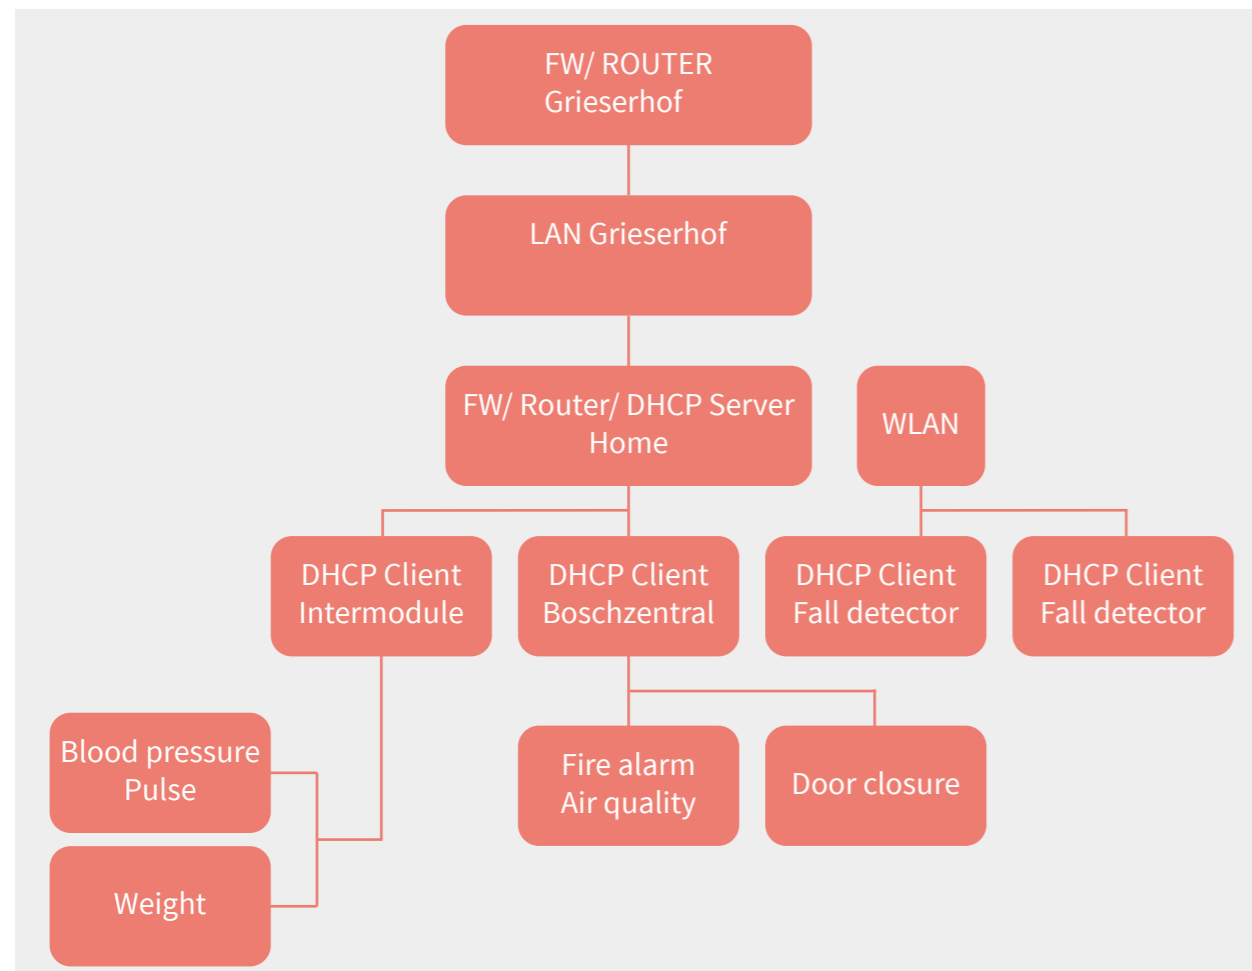 FW/ ROUTER
Grieserhof
LAN Grieserhof
FW/ Router/ DHCP Server
Home
WLAN
DHCP Client
Intermodule
DHCP Client
Boschzentral
DHCP Client
Fall detector
DHCP Client
Fall detector
Blood pressure
Pulse
Fire alarm
Air quality
Door closure
Weight